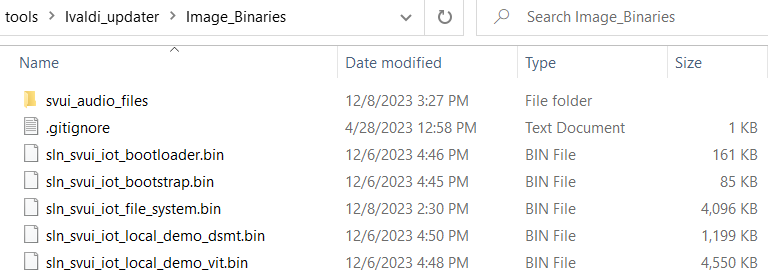 tools > Ivaldi_updater > Image_Binaries Search Image_Binaries
Name Date modified Type Size
svui_audio_files 12/8/2023 3:27 PM File folder
.gitignore 4/28/2023 12:58 PM Text Document 1 KB
sln_svui_iot_bootloader.bin 12/6/2023 4:46 PM BIN File 161 KB
sln_svui_iot_bootstrap.bin 12/6/2023 4:45 PM BIN File 85 KB
sln_svui_iot_file_system.bin 12/8/2023 2:30 PM BIN File 4,096 KB
sln_svui_iot_local_demo_dsmt.bin 12/6/2023 4:50 PM BIN File 1,199 KB
sln_svui_iot_local_demo_vit.bin 12/6/2023 4:48 PM BIN File 4,550 KB